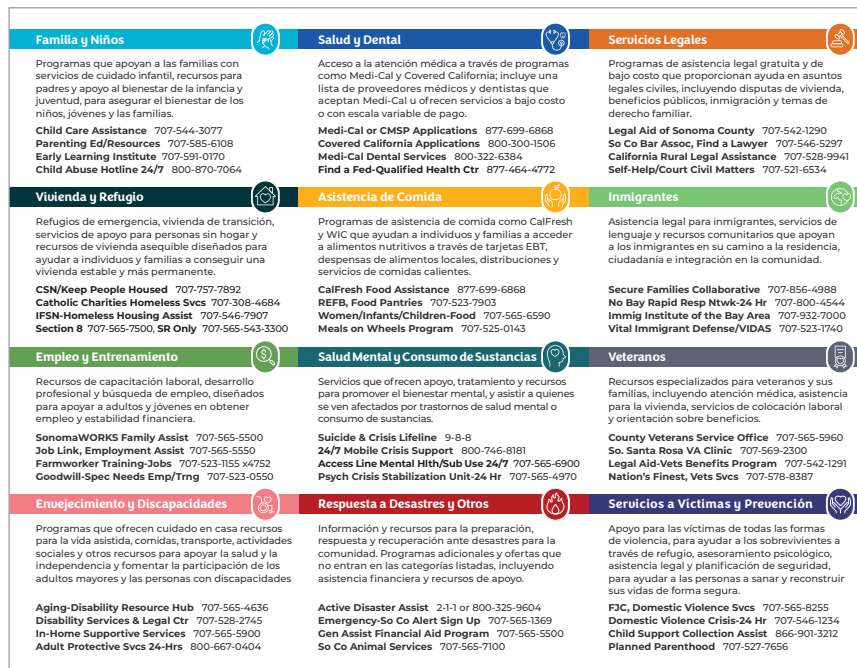 Familia y Niños
Programas que apoyan a las familias con
servicios de cuidado infantil, recursos para
padres y apoyo al bienestar de la infancia y
juventud, para asegurar el bienestar de los
niños, jóvenes y las familias.
Child Care Assistance 707-544-3077
Parenting Ed/Resources 707-585-6108
Early Learning Institute 707-591-0170
Child Abuse Hotline 24/7 800-870-7064
Salud y Dental
Acceso a la atención médica a través de programas
como Medi-Cal y Covered California; incluye una
lista de proveedores médicos y dentistas que
aceptan Medi-Cal u ofrecen servicios a bajo costo
o con escala variable de pago.
Medi-Cal or CMSP Applications 877-699-6868
Covered California Applications 800-300-1506
Medi-Cal Dental Services 800-322-6384
Find a Fed-Qualified Health Ctr 877-464-4772
Servicios Legales
Programas de asistencia legal gratuita y de
bajo costo que proporcionan ayuda en asuntos
legales civiles, incluyendo disputas de vivienda,
beneficios públicos, inmigración y temas de
derecho familiar.
Legal Aid of Sonoma County 707-542-1290
So Co Bar Assoc, Find a Lawyer 707-546-5297
California Rural Legal Assistance 707-528-9941
Self-Help/Court Civil Matters 707-521-6534
Vivienda y Refugio
Refugios de emergencia, vivienda de transición,
servicios de apoyo para personas sin hogar y
recursos de vivienda asequible diseñados para
ayudar a individuos y familias a conseguir una
vivienda estable y más permanente.
CSN/Keep People Housed 707-757-7892
Catholic Charities Homeless Svcs 707-308-4684
IFSN-Homeless Housing Assist 707-546-7907
Section 8 707-565-7500, SR Only 707-565-543-3300
Asistencia de Comida
Programas de asistencia de comida como CalFresh
y WIC que ayudan a individuos y familias a acceder
a alimentos nutritivos a través de tarjetas EBT,
despensas de alimentos locales, distribuciones y
servicios de comidas calientes.
CalFresh Food Assistance 877-699-6868
REFB, Food Pantries 707-523-7903
Women/Infants/Children-Food 707-565-6590
Meals on Wheels Program 707-525-0143
Inmigrantes
Asistencia legal para inmigrantes, servicios de
lenguaje y recursos comunitarios que apoyan
a los inmigrantes en su camino a la residencia,
ciudadanía e integración en la comunidad.
Secure Families Collaborative 707-856-4988
No Bay Rapid Resp Ntwk-24 Hr 707-800-4544
Immig Institute of the Bay Area 707-932-7000
Vital Immigrant Defense/VIDAS 707-523-1740
Empleo y Entrenamiento
Recursos de capacitación laboral, desarrollo
profesional y búsqueda de empleo, diseñados
para apoyar a adultos y jóvenes en obtener
empleo y estabilidad financiera.
SonomaWORKS Family Assist 707-565-5500
Job Link, Employment Assist 707-565-5550
Farmworker Training-Jobs 707-523-1155 x4752
Goodwill-Spec Needs Emp/Trng 707-523-0550
Salud Mental y Consumo de Sustancias
Servicios que ofrecen apoyo, tratamiento y recursos
para promover el bienestar mental, y asistir a quienes
se ven afectados por trastornos de salud mental o
consumo de sustancias.
Suicide & Crisis Lifeline 9-8-8
24/7 Mobile Crisis Support 800-746-8181
Access Line Mental Hlth/Sub Use 24/7 707-565-6900
Psych Crisis Stabilization Unit-24 Hr 707-565-4970
Veteranos
Recursos especializados para veteranos y sus
familias, incluyendo atención médica, asistencia
para la vivienda, servicios de colocación laboral
y orientación sobre beneficios.
County Veterans Service Office 707-565-5960
So. Santa Rosa VA Clinic 707-569-2300
Legal Aid-Vets Benefits Program 707-542-1291
Nation's Finest, Vets Svcs 707-578-8387
Envejecimiento y Discapacidades
Programas que ofrecen cuidado en casa recursos
para la vida asistida, comidas, transporte, actividades
sociales y otros recursos para apoyar la salud y la
independencia y fomentar la participación de los
adultos mayores y las personas con discapacidades
Aging-Disability Resource Hub 707-565-4636
Disability Services & Legal Ctr 707-528-2745
In-Home Supportive Services 707-565-5900
Adult Protective Svcs 24-Hrs 800-667-0404
Respuesta a Desastres y Otros
Información y recursos para la preparación,
respuesta y recuperación ante desastres para la
comunidad. Programas adicionales y ofertas que
no entran en las categorías listadas, incluyendo
asistencia financiera y recursos de apoyo.
Active Disaster Assist 2-1-1 or 800-325-9604
Emergency-So Co Alert Sign Up 707-565-1369
Gen Assist Financial Aid Program 707-565-5500
So Co Animal Services 707-565-7100
Servicios a Víctimas y Prevención
Apoyo para las víctimas de todas las formas
de violencia, para ayudar a los sobrevivientes a
través de refugio, asesoramiento psicológico,
asistencia legal y planificación de seguridad,
para ayudar a las personas a sanar y reconstruir
sus vidas de forma segura.
FJC, Domestic Violence Svcs 707-565-8255
Domestic Violence Crisis-24 Hr 707-546-1234
Child Support Collection Assist 866-901-3212
Planned Parenthood 707-527-7656